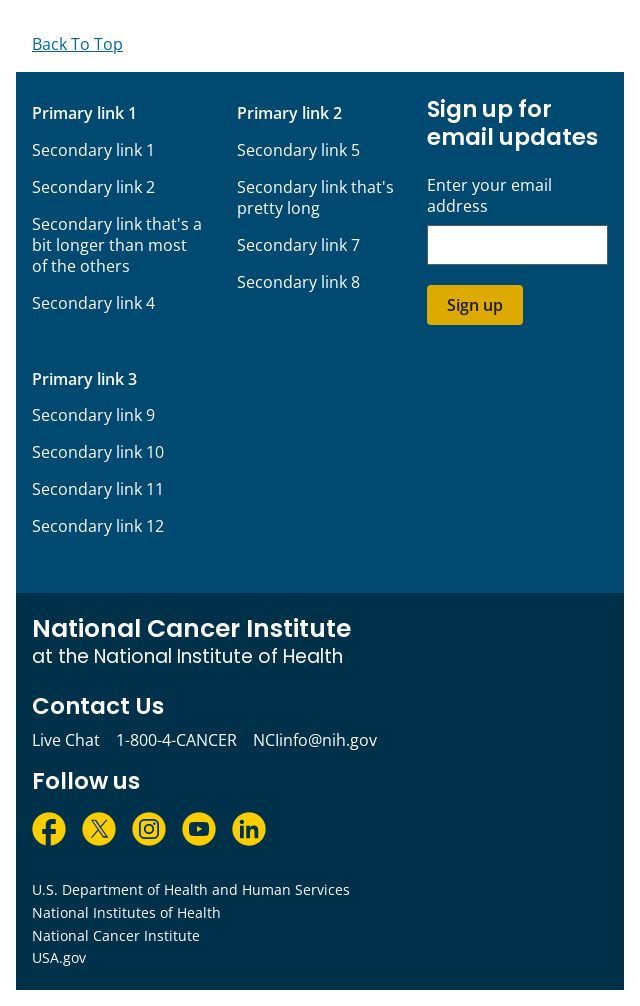 Back To Top
Primary link 1
Secondary link 1
Secondary link 2
Secondary link that's a
bit longer than most
of the others
Secondary link 4
Primary link 2
Secondary link 5
Secondary link that's
pretty long
Secondary link 7
Secondary link 8
Primary link 3
Secondary link 9
Secondary link 10
Secondary link 11
Secondary link 12
Sign up for
email updates
Enter your email
address
Sign up
National Cancer Institute
at the National Institute of Health
Contact Us
Live Chat 1-800-4-CANCER NCIinfo@nih.gov
Follow us
U.S. Department of Health and Human Services
National Institutes of Health
National Cancer Institute
USA.gov